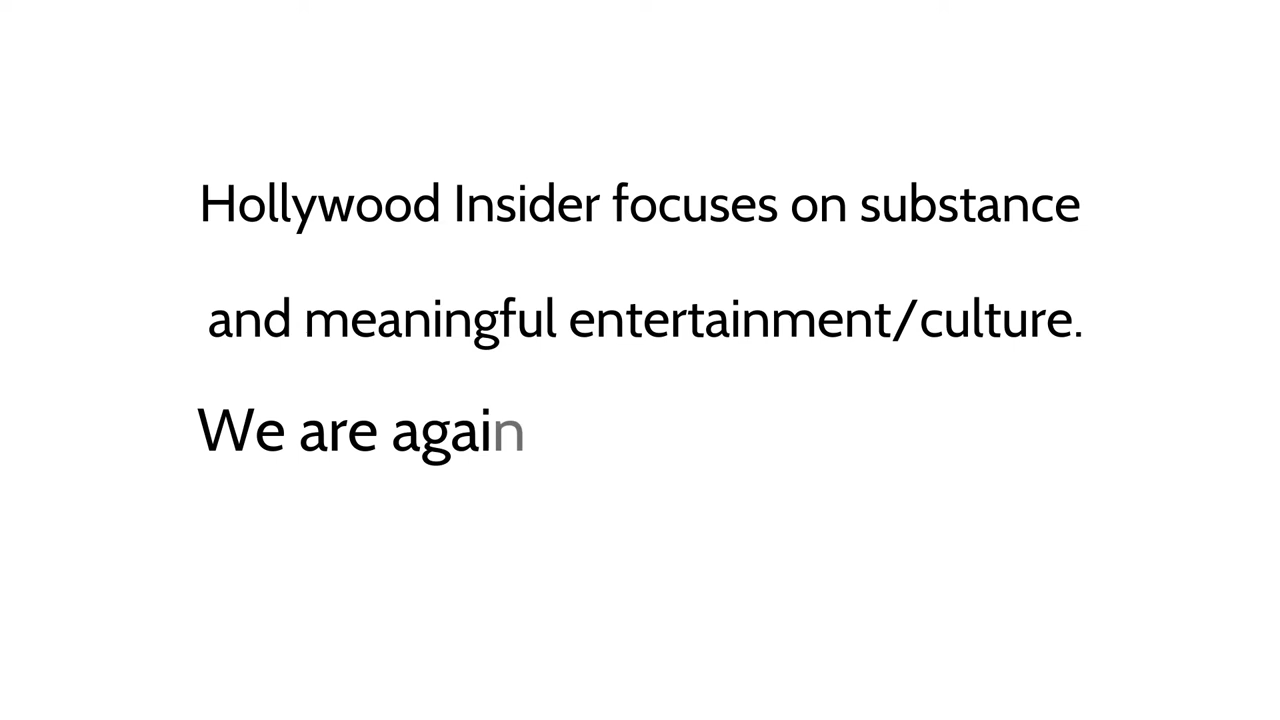 Hollywood Insider focuses on substance
and meaningful entertainment/culture.
We are again